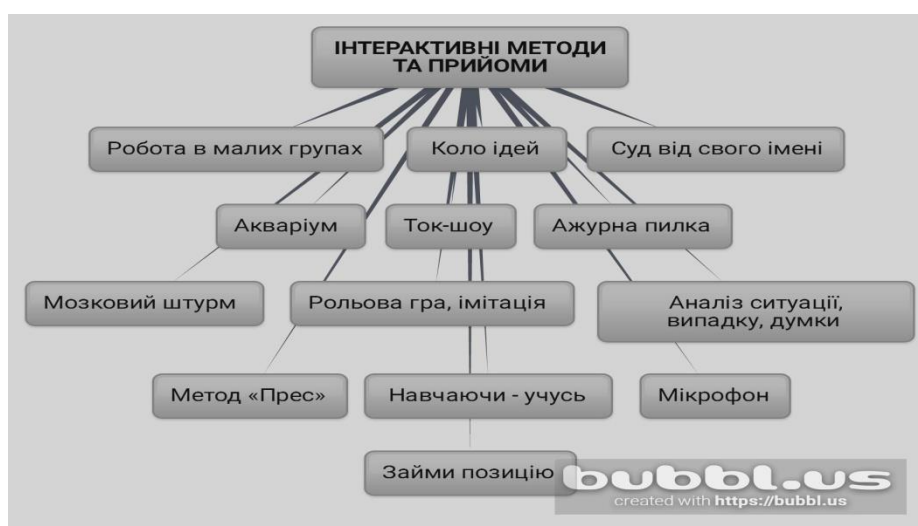 ІНТЕРАКТИВНІ МЕТОДИ
ТА ПРИЙОМИ
Робота в малих групах
Коло ідей
Суд від свого імені
Акваріум
Ток-шоу
Ажурна пилка
Мозковий штурм
Рольова гра, імітація
Аналіз ситуації,
випадку, думки
Метод «Прес»
Навчаючи - учусь
Мікрофон
Займи позицію
bubbl.us
created with https://bubbl.us